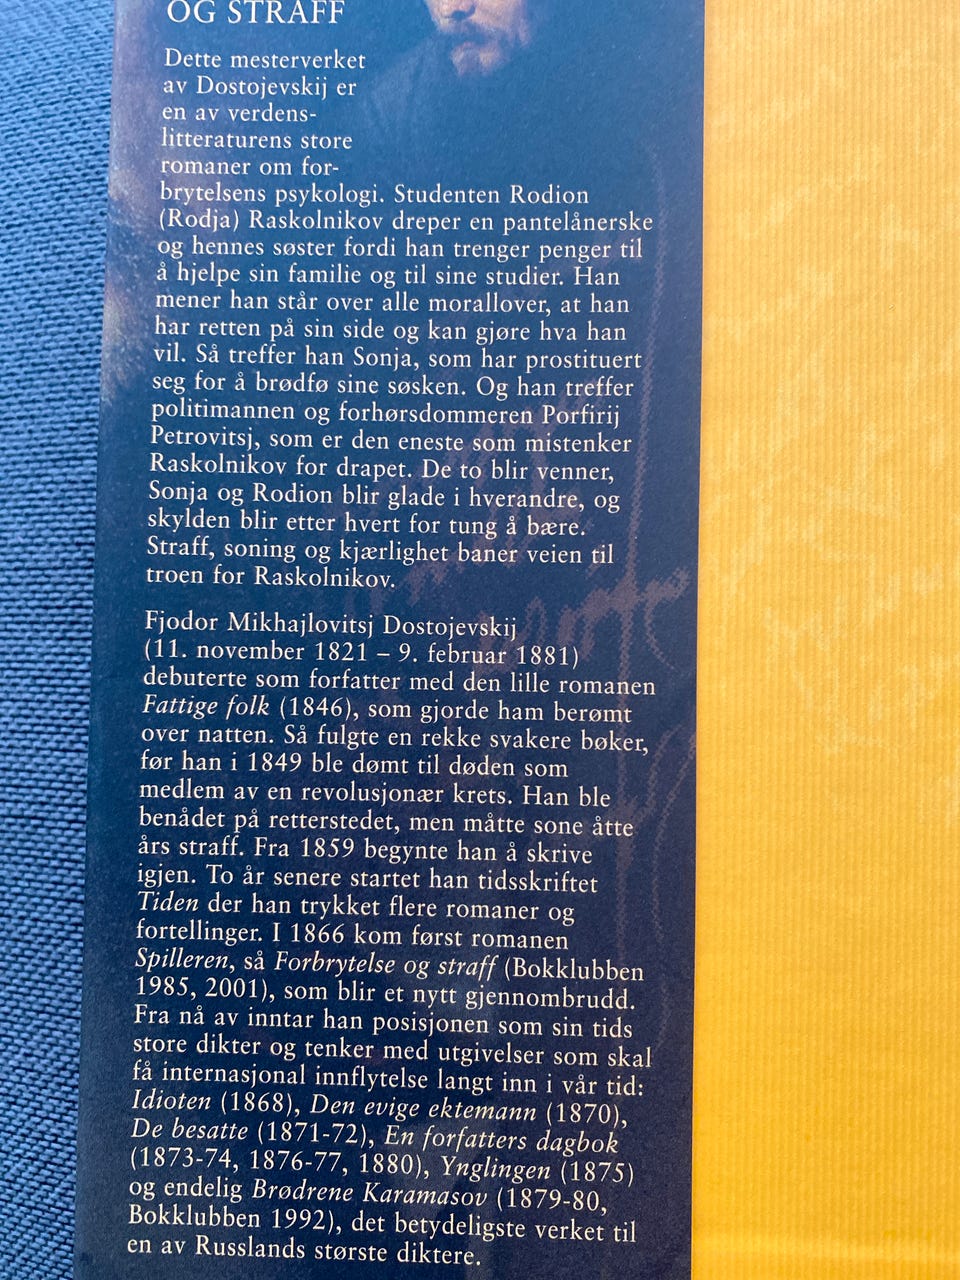 OG STRAFF
Dette mesterverket
av Dostojevskij er
en av verdens-
litteraturens store
romaner om for-
brytelsens psykologi. Studenten Rodion
(Rodja) Raskolnikov dreper en pantelånerske
og hennes søster fordi han trenger penger til
å hjelpe sin familie og til sine studier. Han
mener han står over alle morallover, at han
har retten på sin side og kan gjøre hva han
vil. Så treffer han Sonja, som har prostituert
seg for å brødfø sine søsken. Og han treffer
politimannen og forhørsdommeren Porfirij
Petrovitsj, som er den eneste som mistenker
Raskolnikov for drapet. De to blir venner,
Sonja og Rodion blir glade i hverandre, og
skylden blir etter hvert for tung å bære.
Straff, soning og kjærlighet baner veien til
troen for Raskolnikov.
Fjodor Mikhajlovitsj Dostojevskij
(11. november 1821 – 9. februar 1881)
debuterte som forfatter med den lille romanen
Fattige folk (1846), som gjorde ham berømt
over natten. Så fulgte en rekke svakere bøker,
før han i 1849 ble dømt til døden som
medlem av en revolusjonær krets. Han ble
benådet på retterstedet, men måtte sone åtte
års straff. Fra 1859 begynte han å skrive
igjen. To år senere startet han tidsskriftet
Tiden der han trykket flere romaner og
fortellinger. I 1866 kom først romanen
Spilleren, så Forbrytelse og straff (Bokklubben
1985, 2001), som blir et nytt gjennombrudd.
Fra nå av inntar han posisjonen som sin tids
store dikter og tenker med utgivelser som skal
få internasjonal innflytelse langt inn i vår tid:
Idioten (1868), Den evige ektemann (1870),
De besatte (1871-72), En forfatters dagbok
(1873-74, 1876-77, 1880), Ynglingen (1875)
og endelig Brødrene Karamasov (1879-80,
Bokklubben 1992), det betydeligste verket til
en av Russlands største diktere.